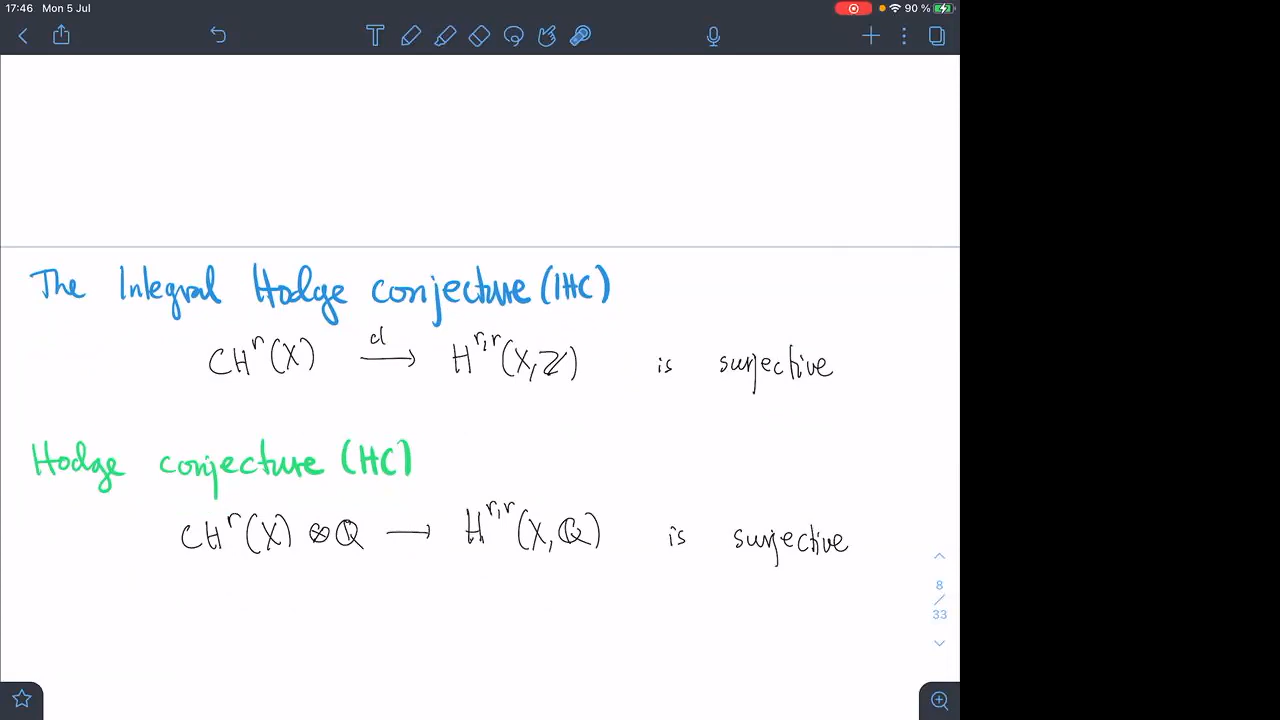 17:46 Mon 5 Jul 90 %
The Integral Hodge conjecture (IHC)
CH^r(X) \xrightarrow{cl} H^{r,r}(X,ℤ) is surjective
Hodge conjecture (HC)
CH^r(X) ⊗ ℚ ⟶ H^{r,r}(X,ℚ) is surjective
8
/
33